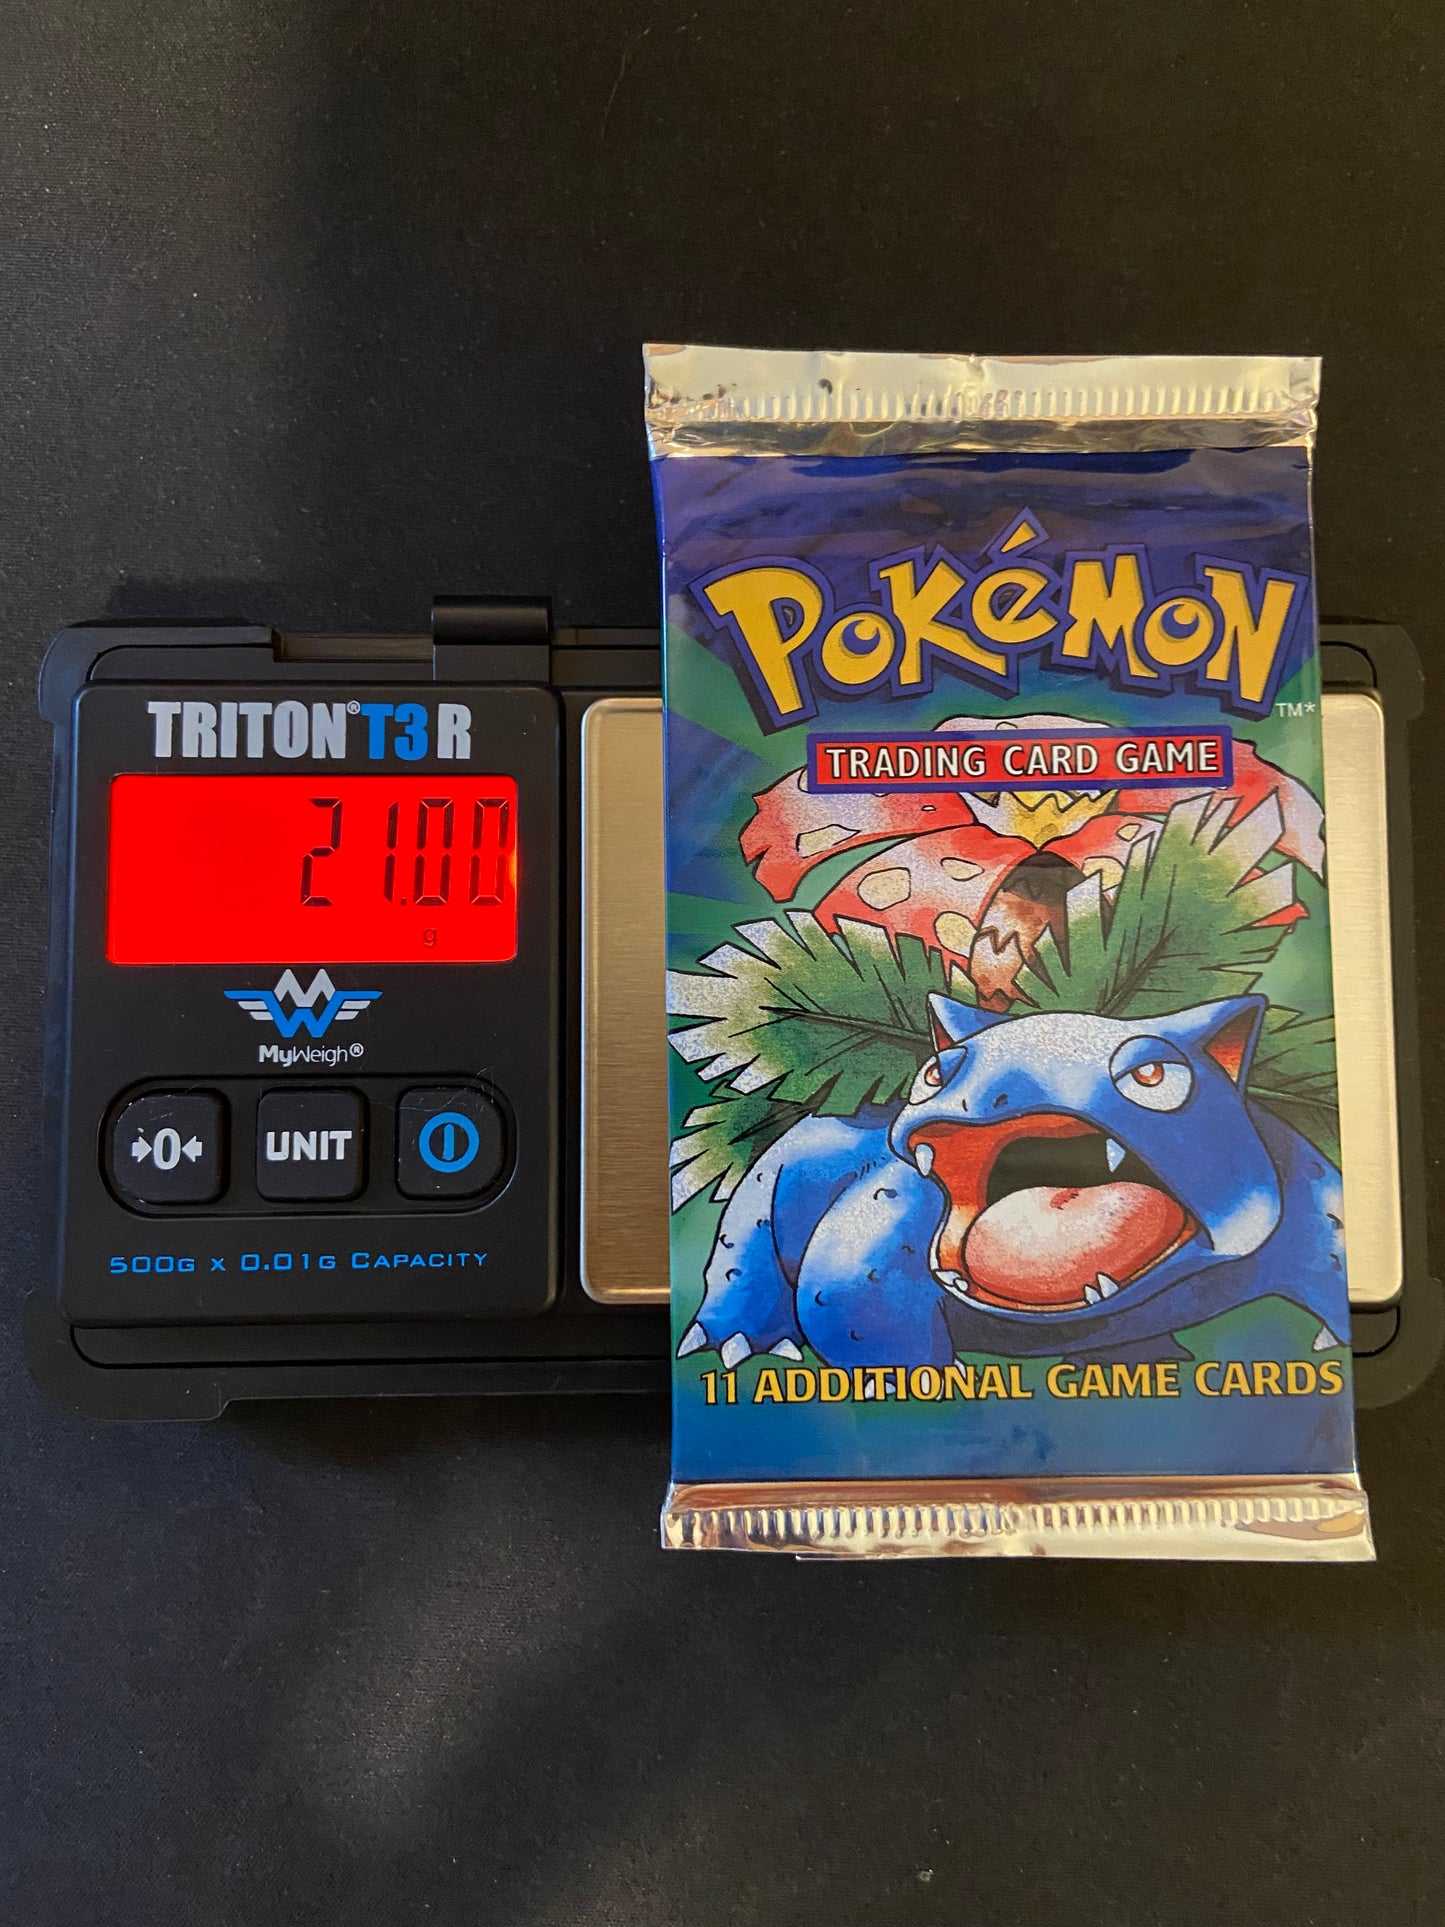 POKéMON
TM*
TRADING CARD GAME
11 ADDITIONAL GAME CARDS
TRITON® T3 R
21.00
g
MW
MyWeigh®
→0←
UNIT
500G x 0.01G CAPACITY